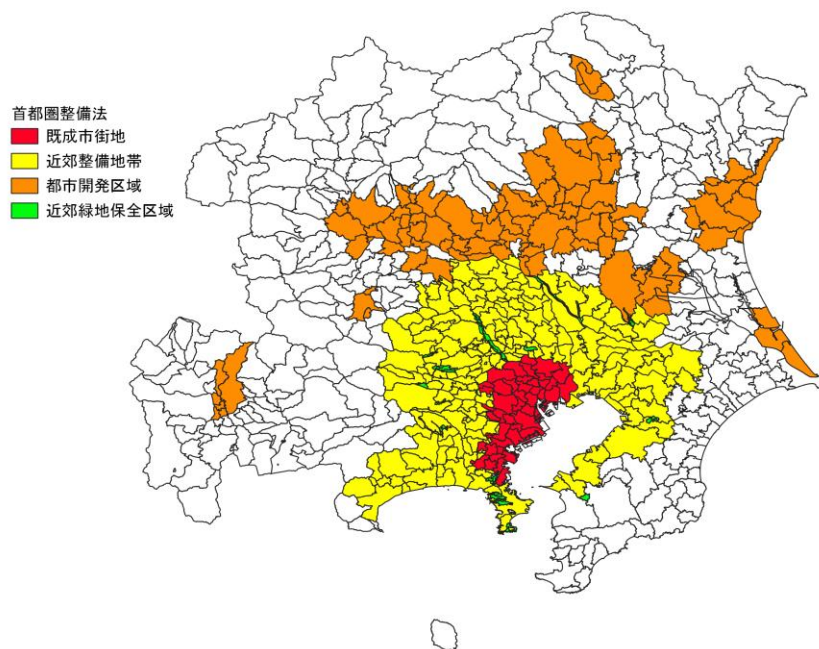 首都圏整備法
既成市街地
近郊整備地帯
都市開発区域
近郊緑地保全区域